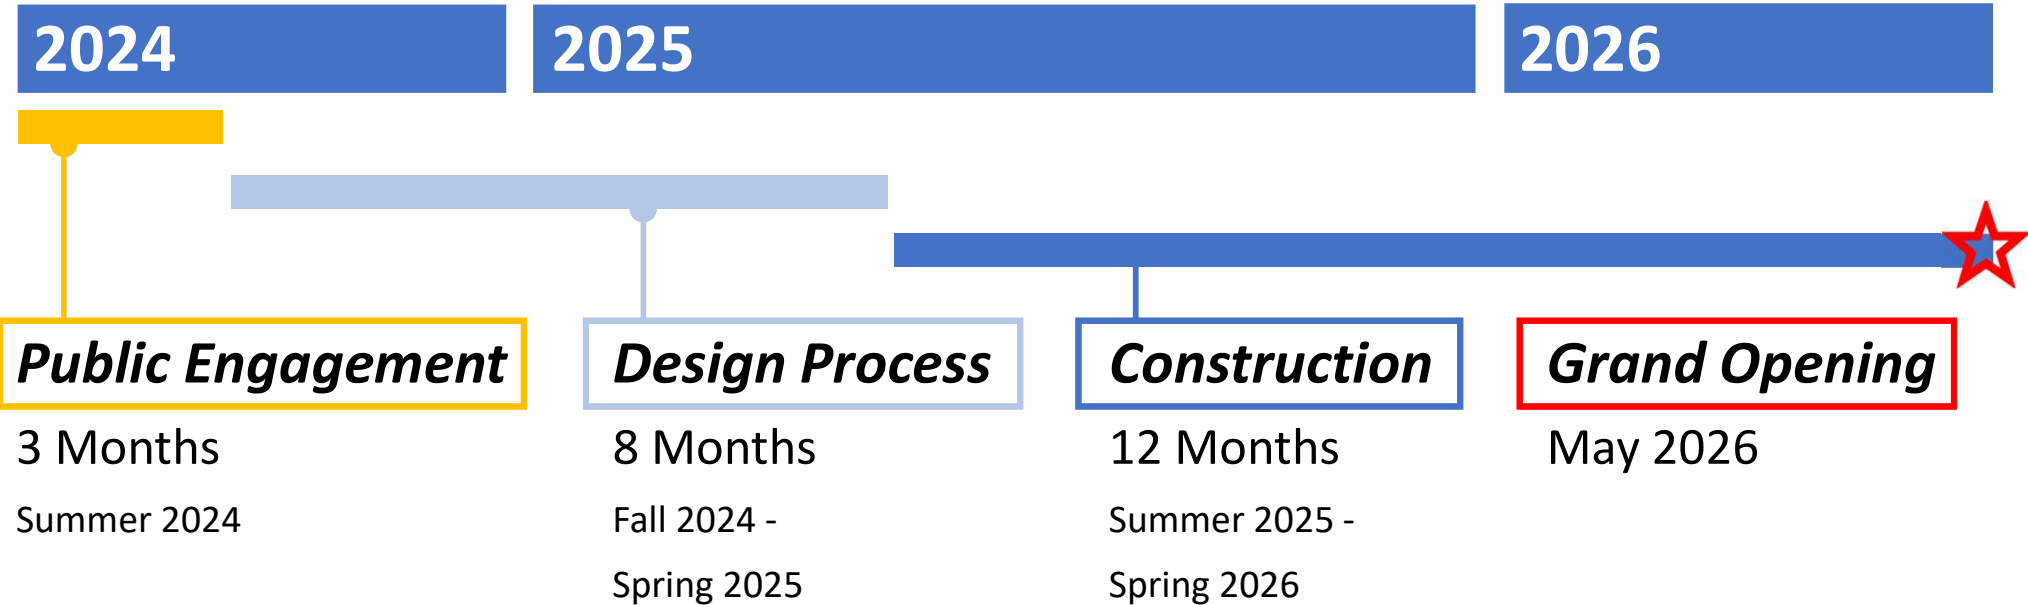 2024
2025
2026
Public Engagement
3 Months
Summer 2024
Design Process
8 Months
Fall 2024 -
Spring 2025
Construction
12 Months
Summer 2025 -
Spring 2026
Grand Opening
May 2026